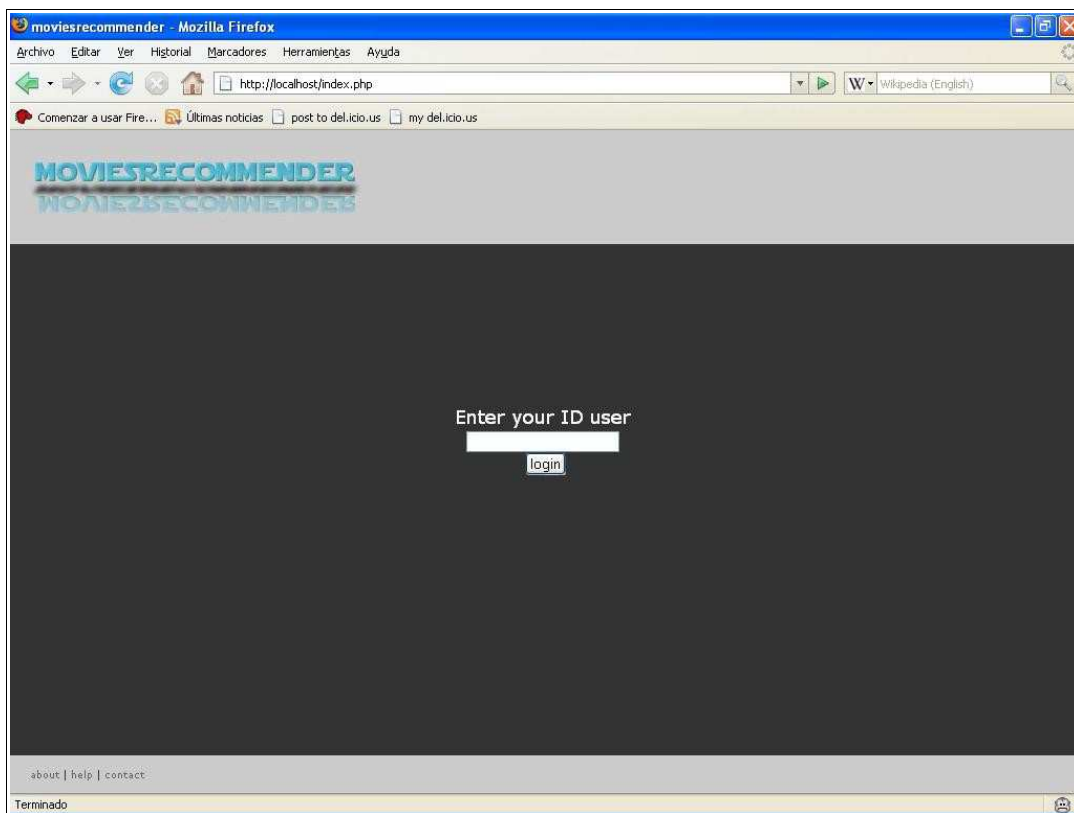 moviesrecommender - Mozilla Firefox
Archivo Editar Ver Historial Marcadores Herramientas Ayuda
http://localhost/index.php
W Wikipedia (English)
Comenzar a usar Fire... Últimas noticias post to del.icio.us my del.icio.us
MOVIESRECOMMENDER
Enter your ID user
login
about | help | contact
Terminado